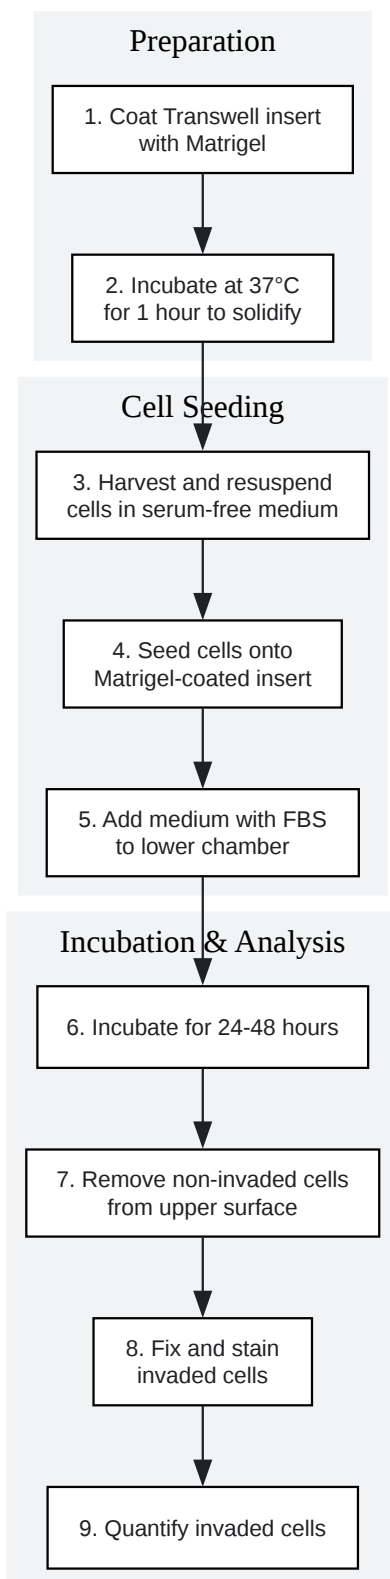 Preparation
1. Coat Transwell insert
with Matrigel
2. Incubate at 37°C
for 1 hour to solidify
Cell Seeding
3. Harvest and resuspend
cells in serum-free medium
4. Seed cells onto
Matrigel-coated insert
5. Add medium with FBS
to lower chamber
Incubation & Analysis
6. Incubate for 24-48 hours
7. Remove non-invaded cells
from upper surface
8. Fix and stain
invaded cells
9. Quantify invaded cells